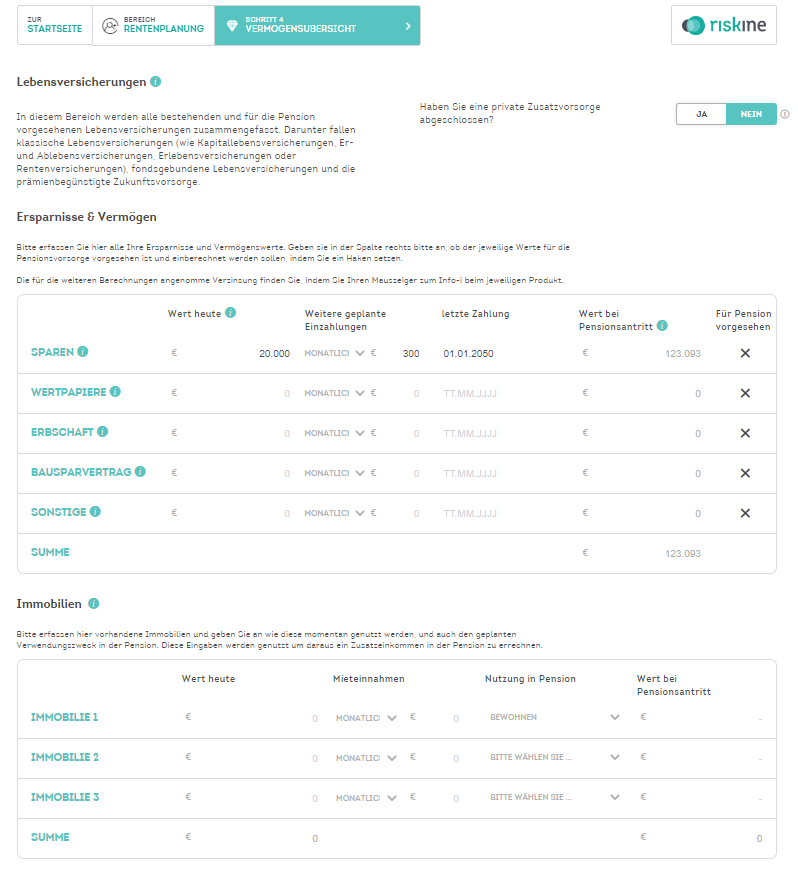 ZUR
STARTSEITE
BEREICH
RENTENPLANUNG
SCHRITT 4
VERMÖGENSÜBERSICHT
riskine
Lebensversicherungen i
In diesem Bereich werden alle bestehenden und für die Pension
vorgesehenen Lebensversicherungen zusammengefasst. Darunter fallen
klassische Lebensversicherungen (wie Kapitallebensversicherungen, Er-
und Ablebensversicherungen, Erlebensversicherungen oder
Rentenversicherungen), fondsgebundene Lebensversicherungen und die
prämienbegünstigte Zukunftsvorsorge.
Haben Sie eine private Zusatzvorsorge
abgeschlossen?
JA NEIN
Ersparnisse & Vermögen
Bitte erfassen Sie hier alle Ihre Ersparnisse und Vermögenswerte. Geben sie in der Spalte rechts bitte an, ob der jeweilige Werte für die
Pensionsvorsorge vorgesehen ist und einberechnet werden sollen, indem Sie ein Haken setzen.
Die für die weiteren Berechnungen angenomme Verzinsung finden Sie, indem Sie Ihren Mauszeiger zum Info-i beim jeweiligen Produkt.
Wert heute i Weitere geplante Einzahlungen letzte Zahlung Wert bei Pensionsantritt i Für Pension vorgesehen
SPAREN i € 20.000 MONATLICH € 300 01.01.2050 € 123.093 ✕
WERTPAPIERE i € 0 MONATLICH € 0 TT.MM.JJJJ € 0 ✕
ERBSCHAFT i € 0 MONATLICH € 0 TT.MM.JJJJ € 0 ✕
BAUSPARVERTRAG i € 0 MONATLICH € 0 TT.MM.JJJJ € 0 ✕
SONSTIGE i € 0 MONATLICH € 0 TT.MM.JJJJ € 0 ✕
SUMME € 123.093
Immobilien i
Bitte erfassen hier vorhandene Immobilien und geben Sie an wie diese momentan genutzt werden, und auch den geplanten
Verwendungszweck in der Pension. Diese Eingaben werden genutzt um daraus ein Zusatzeinkommen in der Pension zu errechnen.
Wert heute Mieteinnahmen Nutzung in Pension Wert bei Pensionsantritt
IMMOBILIE 1 € 0 MONATLICH € 0 BEWOHNEN € -
IMMOBILIE 2 € 0 MONATLICH € 0 BITTE WÄHLEN SIE ... € -
IMMOBILIE 3 € 0 MONATLICH € 0 BITTE WÄHLEN SIE ... € -
SUMME € 0 € 0